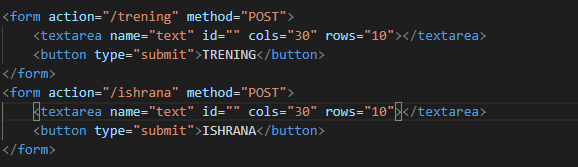 <form action="/trening" method="POST">
<textarea name="text" id="" cols="30" rows="10"></textarea>
<button type="submit">TRENING</button>
</form>
<form action="/ishrana" method="POST">
<textarea name="text" id="" cols="30" rows="10"></textarea>
<button type="submit">ISHRANA</button>
</form>